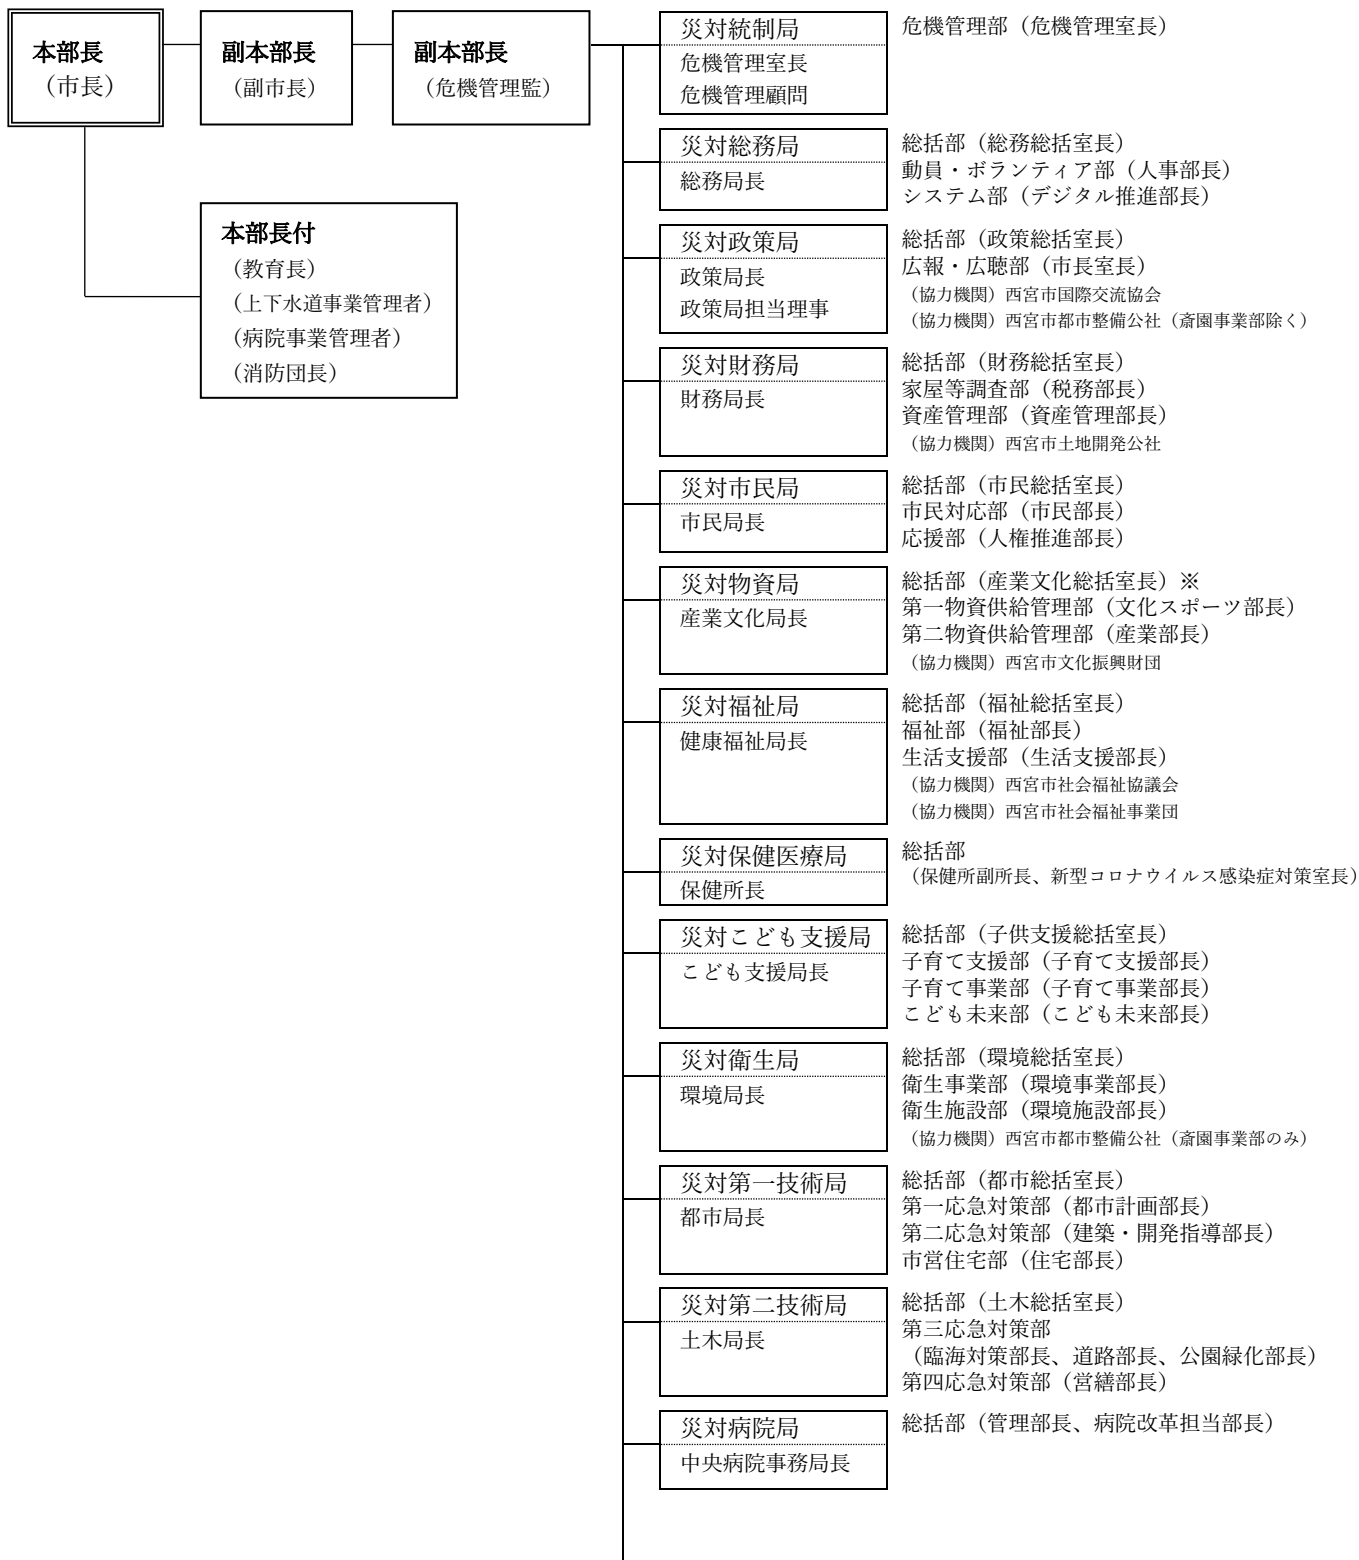 本部長
（市長）
副本部長
（副市長）
副本部長
（危機管理監）
本部長付
（教育長）
（上下水道事業管理者）
（病院事業管理者）
（消防団長）
災対統制局
危機管理室長
危機管理顧問
危機管理部（危機管理室長）
災対総務局
総務局長
総括部（総務総括室長）
動員・ボランティア部（人事部長）
システム部（デジタル推進部長）
災対政策局
政策局長
政策局担当理事
総括部（政策総括室長）
広報・広聴部（市長室長）
（協力機関）西宮市国際交流協会
（協力機関）西宮市都市整備公社（斎園事業部除く）
災対財務局
財務局長
総括部（財務総括室長）
家屋等調査部（税務部長）
資産管理部（資産管理部長）
（協力機関）西宮市土地開発公社
災対市民局
市民局長
総括部（市民総括室長）
市民対応部（市民部長）
応援部（人権推進部長）
災対物資局
産業文化局長
総括部（産業文化総括室長）※
第一物資供給管理部（文化スポーツ部長）
第二物資供給管理部（産業部長）
（協力機関）西宮市文化振興財団
災対福祉局
健康福祉局長
総括部（福祉総括室長）
福祉部（福祉部長）
生活支援部（生活支援部長）
（協力機関）西宮市社会福祉協議会
（協力機関）西宮市社会福祉事業団
災対保健医療局
保健所長
総括部
（保健所副所長、新型コロナウイルス感染症対策室長）
災対こども支援局
こども支援局長
総括部（子供支援総括室長）
子育て支援部（子育て支援部長）
子育て事業部（子育て事業部長）
こども未来部（こども未来部長）
災対衛生局
環境局長
総括部（環境総括室長）
衛生事業部（環境事業部長）
衛生施設部（環境施設部長）
（協力機関）西宮市都市整備公社（斎園事業部のみ）
災対第一技術局
都市局長
総括部（都市総括室長）
第一応急対策部（都市計画部長）
第二応急対策部（建築・開発指導部長）
市営住宅部（住宅部長）
災対第二技術局
土木局長
総括部（土木総括室長）
第三応急対策部
（臨海対策部長、道路部長、公園緑化部長）
第四応急対策部（営繕部長）
災対病院局
中央病院事務局長
総括部（管理部長、病院改革担当部長）